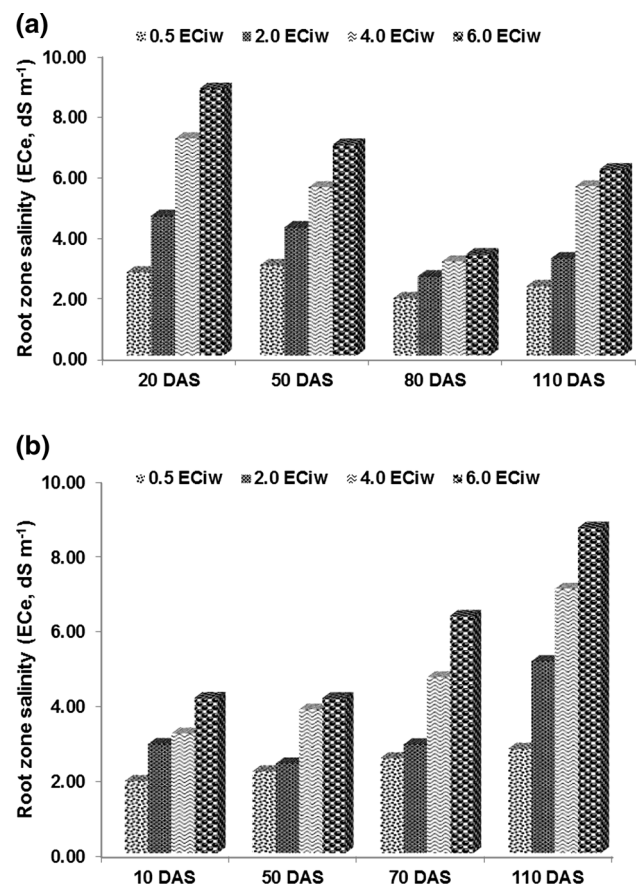 (a)
0.5 ECiw 2.0 ECiw 4.0 ECiw 6.0 ECiw
Root zone salinity (ECe, dS m-1)
10.00
8.00
6.00
4.00
2.00
0.00
20 DAS 50 DAS 80 DAS 110 DAS
(b)
0.5 ECiw 2.0 ECiw 4.0 ECiw 6.0 ECiw
Root zone salinity (ECe, dS m-1)
10.00
8.00
6.00
4.00
2.00
0.00
10 DAS 50 DAS 70 DAS 110 DAS